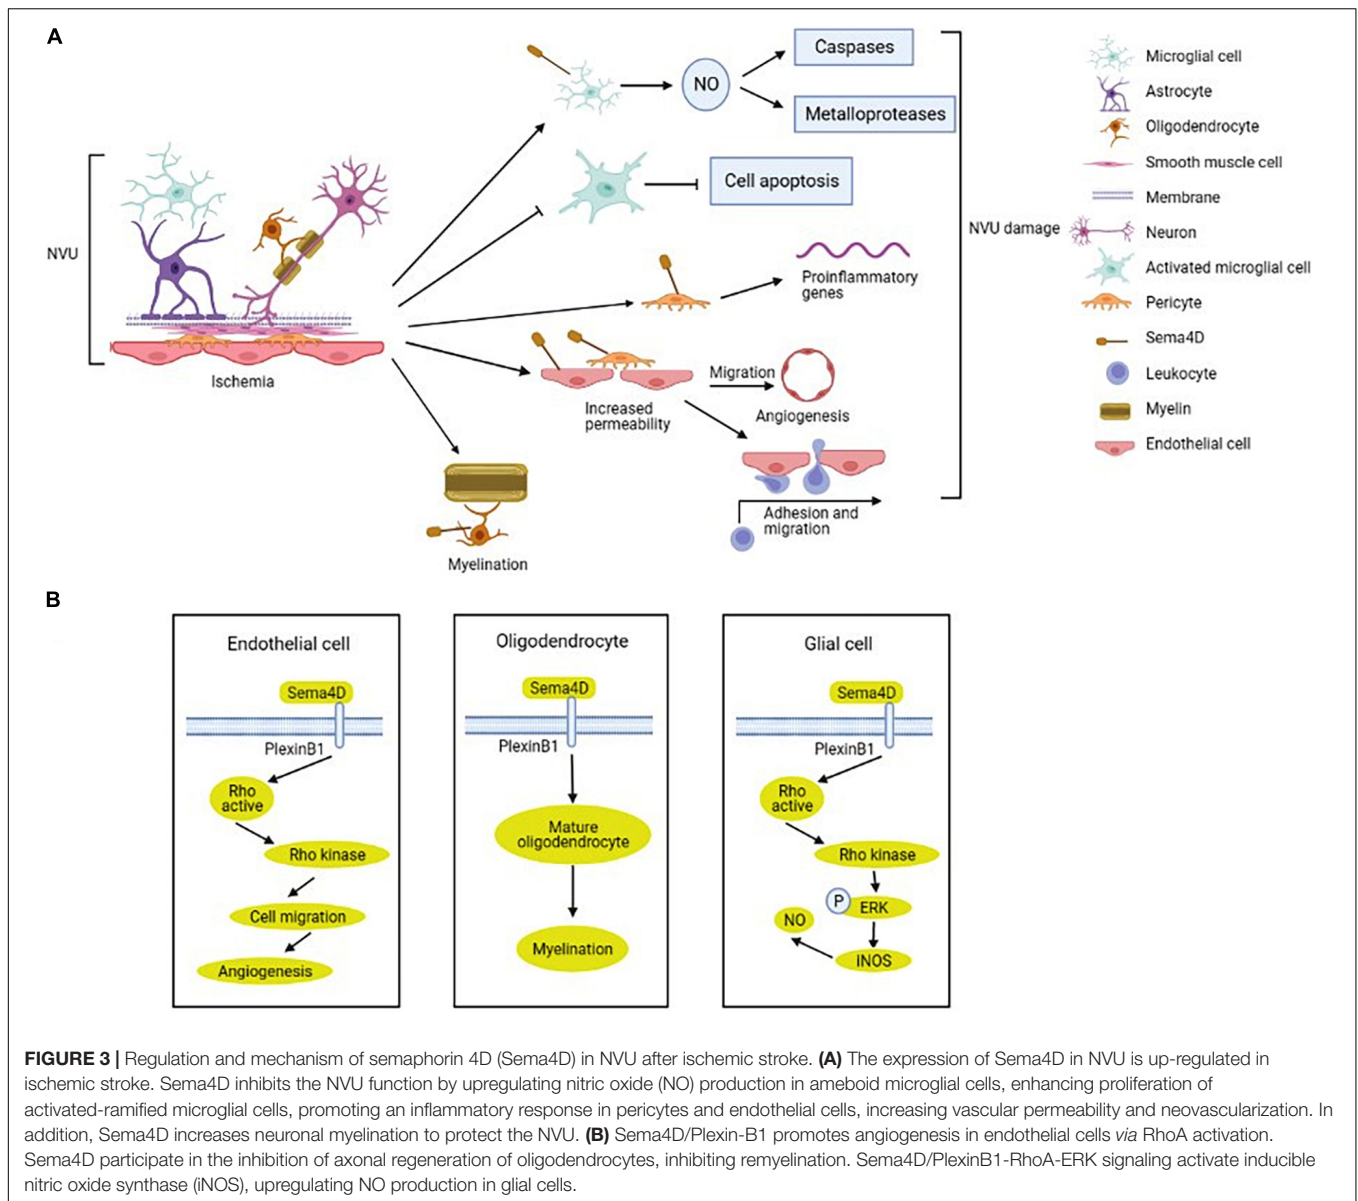 A
NVU
Ischemia
NO
Caspases
Metalloproteases
Cell apoptosis
Proinflammatory
genes
Increased
permeability
Migration
Angiogenesis
Adhesion and
migration
Myelination
NVU damage
Microglial cell
Astrocyte
Oligodendrocyte
Smooth muscle cell
Membrane
Neuron
Activated microglial cell
Pericyte
Sema4D
Leukocyte
Myelin
Endothelial cell
B
Endothelial cell
Sema4D
PlexinB1
Rho
active
Rho kinase
Cell migration
Angiogenesis
Oligodendrocyte
Sema4D
PlexinB1
Mature
oligodendrocyte
Myelination
Glial cell
Sema4D
PlexinB1
Rho
active
Rho kinase
P
ERK
NO
iNOS
FIGURE 3 | Regulation and mechanism of semaphorin 4D (Sema4D) in NVU after ischemic stroke. (A) The expression of Sema4D in NVU is up-regulated in
ischemic stroke. Sema4D inhibits the NVU function by upregulating nitric oxide (NO) production in ameboid microglial cells, enhancing proliferation of
activated-ramified microglial cells, promoting an inflammatory response in pericytes and endothelial cells, increasing vascular permeability and neovascularization. In
addition, Sema4D increases neuronal myelination to protect the NVU. (B) Sema4D/Plexin-B1 promotes angiogenesis in endothelial cells via RhoA activation.
Sema4D participate in the inhibition of axonal regeneration of oligodendrocytes, inhibiting remyelination. Sema4D/PlexinB1-RhoA-ERK signaling activate inducible
nitric oxide synthase (iNOS), upregulating NO production in glial cells.